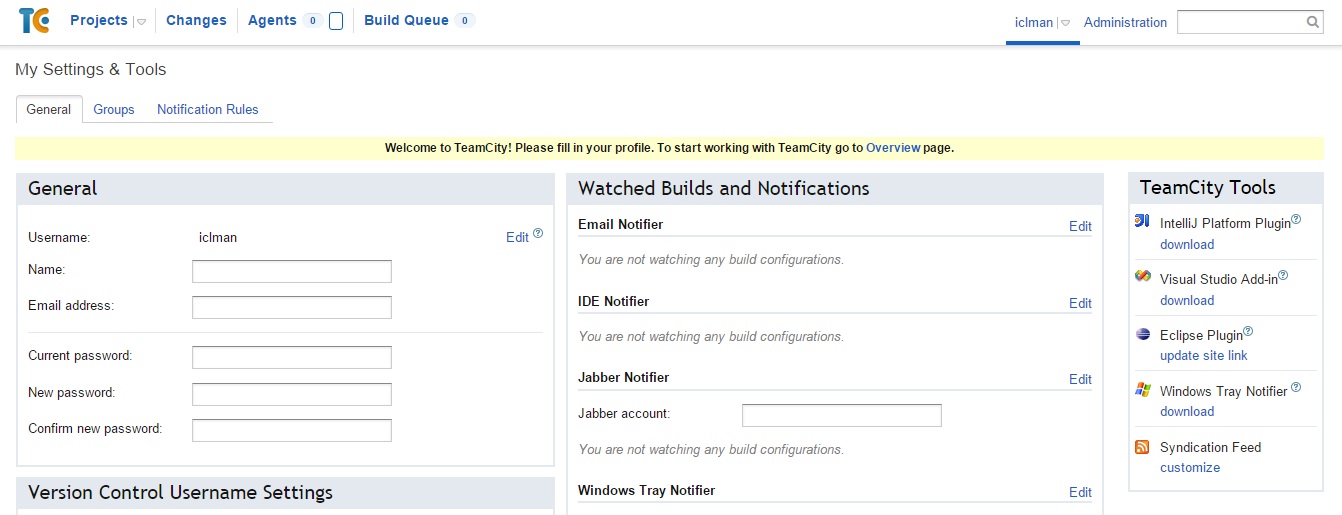 TC Projects Changes Agents 0 Build Queue 0 iclman Administration
My Settings & Tools
General Groups Notification Rules
Welcome to TeamCity! Please fill in your profile. To start working with TeamCity go to Overview page.
General
Username: iclman Edit ?
Name:
Email address:
Current password:
New password:
Confirm new password:
Version Control Username Settings
Watched Builds and Notifications
Email Notifier Edit
You are not watching any build configurations.
IDE Notifier Edit
You are not watching any build configurations.
Jabber Notifier Edit
Jabber account:
You are not watching any build configurations.
Windows Tray Notifier Edit
TeamCity Tools
IntelliJ Platform Plugin ?
download
Visual Studio Add-in ?
download
Eclipse Plugin ?
update site link
Windows Tray Notifier ?
download
Syndication Feed
customize